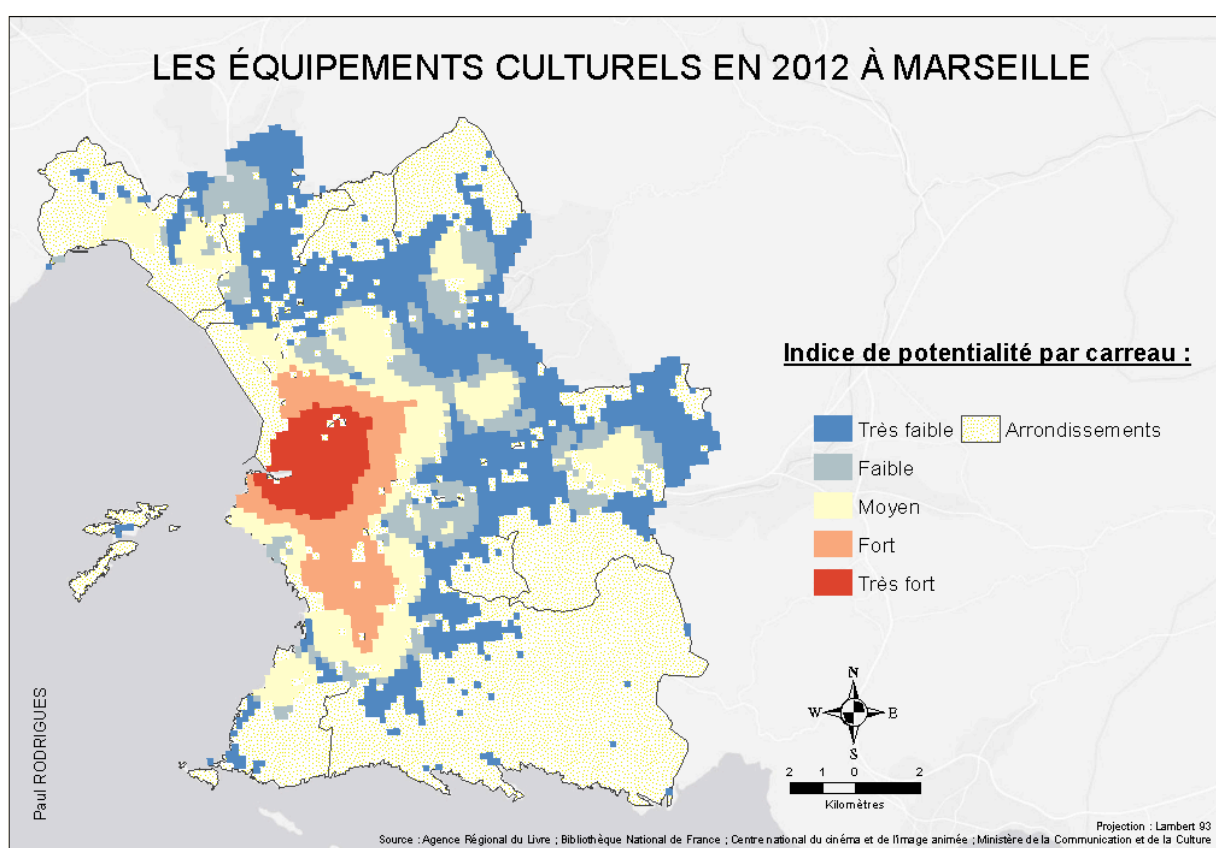 LES ÉQUIPEMENTS CULTURELS EN 2012 À MARSEILLE
Indice de potentialité par carreau :
Très faible Arrondissements
Faible
Moyen
Fort
Très fort
N
W E
S
2 1 0 2
Kilomètres
Paul RODRIGUES
Projection : Lambert 93
Source : Agence Régional du Livre ; Bibliothèque National de France ; Centre national du cinéma et de l'image animée ; Ministère de la Communication et de la Culture